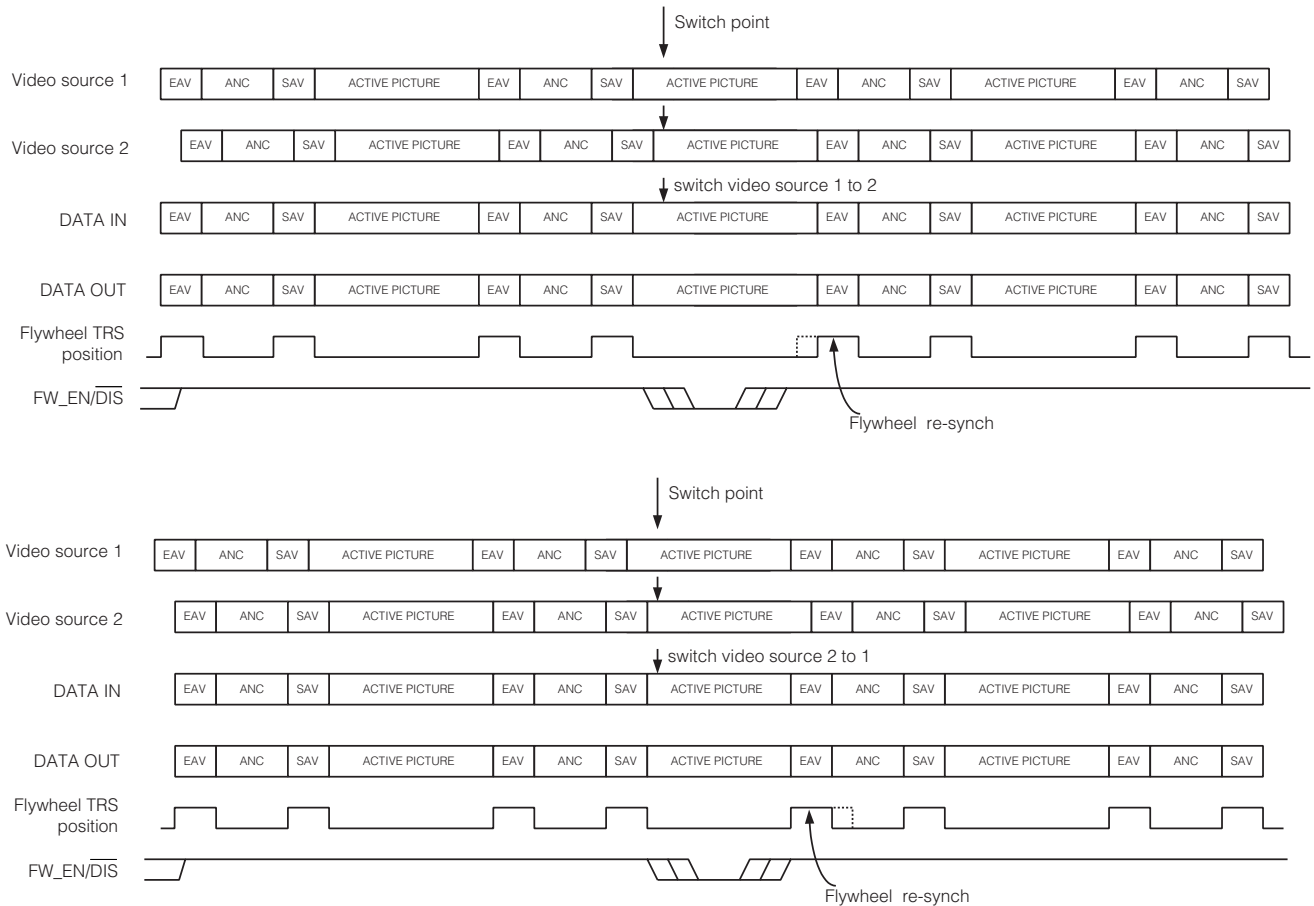 Switch point
Video source 1 EAV ANC SAV ACTIVE PICTURE EAV ANC SAV ACTIVE PICTURE EAV ANC SAV ACTIVE PICTURE EAV ANC SAV
Video source 2 EAV ANC SAV ACTIVE PICTURE EAV ANC SAV ACTIVE PICTURE EAV ANC SAV ACTIVE PICTURE EAV ANC SAV
switch video source 1 to 2
DATA IN EAV ANC SAV ACTIVE PICTURE EAV ANC SAV ACTIVE PICTURE EAV ANC SAV ACTIVE PICTURE EAV ANC SAV
DATA OUT EAV ANC SAV ACTIVE PICTURE EAV ANC SAV ACTIVE PICTURE EAV ANC SAV ACTIVE PICTURE EAV ANC SAV
Flywheel TRS
position
FW_EN/DIS
Flywheel re-synch
Switch point
Video source 1 EAV ANC SAV ACTIVE PICTURE EAV ANC SAV ACTIVE PICTURE EAV ANC SAV ACTIVE PICTURE EAV ANC SAV
Video source 2 EAV ANC SAV ACTIVE PICTURE EAV ANC SAV ACTIVE PICTURE EAV ANC SAV ACTIVE PICTURE EAV ANC SAV
switch video source 2 to 1
DATA IN EAV ANC SAV ACTIVE PICTURE EAV ANC SAV ACTIVE PICTURE EAV ANC SAV ACTIVE PICTURE EAV ANC SAV
DATA OUT EAV ANC SAV ACTIVE PICTURE EAV ANC SAV ACTIVE PICTURE EAV ANC SAV ACTIVE PICTURE EAV ANC SAV
Flywheel TRS
position
FW_EN/DIS
Flywheel re-synch